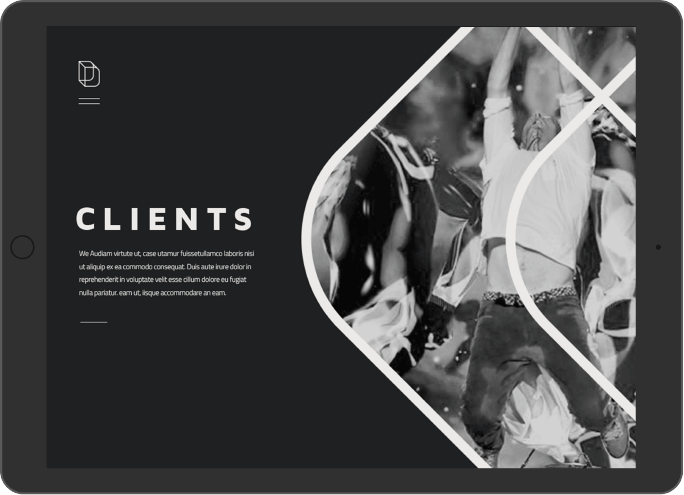 CLIENTS
We Audiam virtute ut, case utamur fuissetullamco laboris nisi
ut aliquip ex ea commodo consequat. Duis aute irure dolor in
reprehenderit in voluptate velit esse cillum dolore eu fugiat
nulla pariatur. eam ut, iisque accommodare an eam.